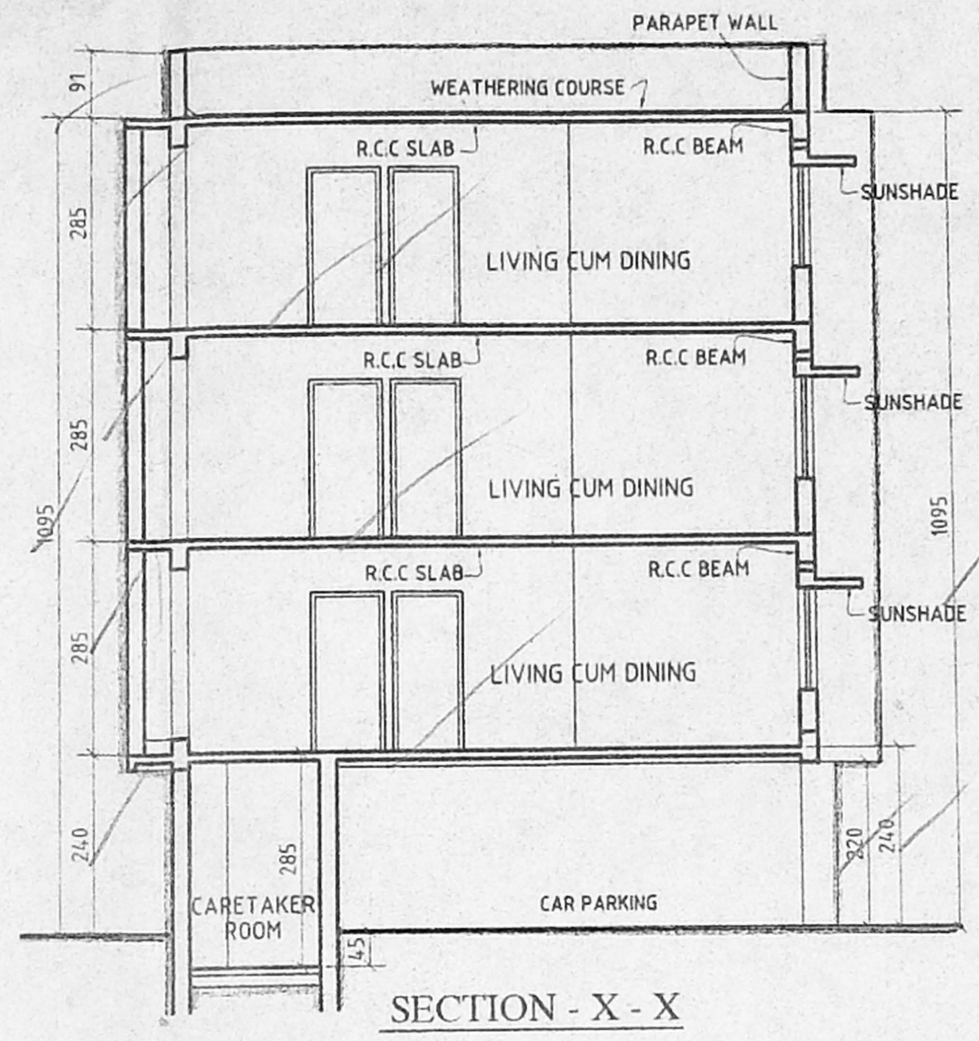 PARAPET WALL
91
WEATHERING COURSE
R.C.C SLAB
R.C.C BEAM
SUNSHADE
285
LIVING CUM DINING
R.C.C SLAB
R.C.C BEAM
SUNSHADE
285
LIVING CUM DINING
1095
1095
R.C.C SLAB
R.C.C BEAM
SUNSHADE
285
LIVING CUM DINING
240
285
220
240
CARETAKER
ROOM
CAR PARKING
45
SECTION - X - X